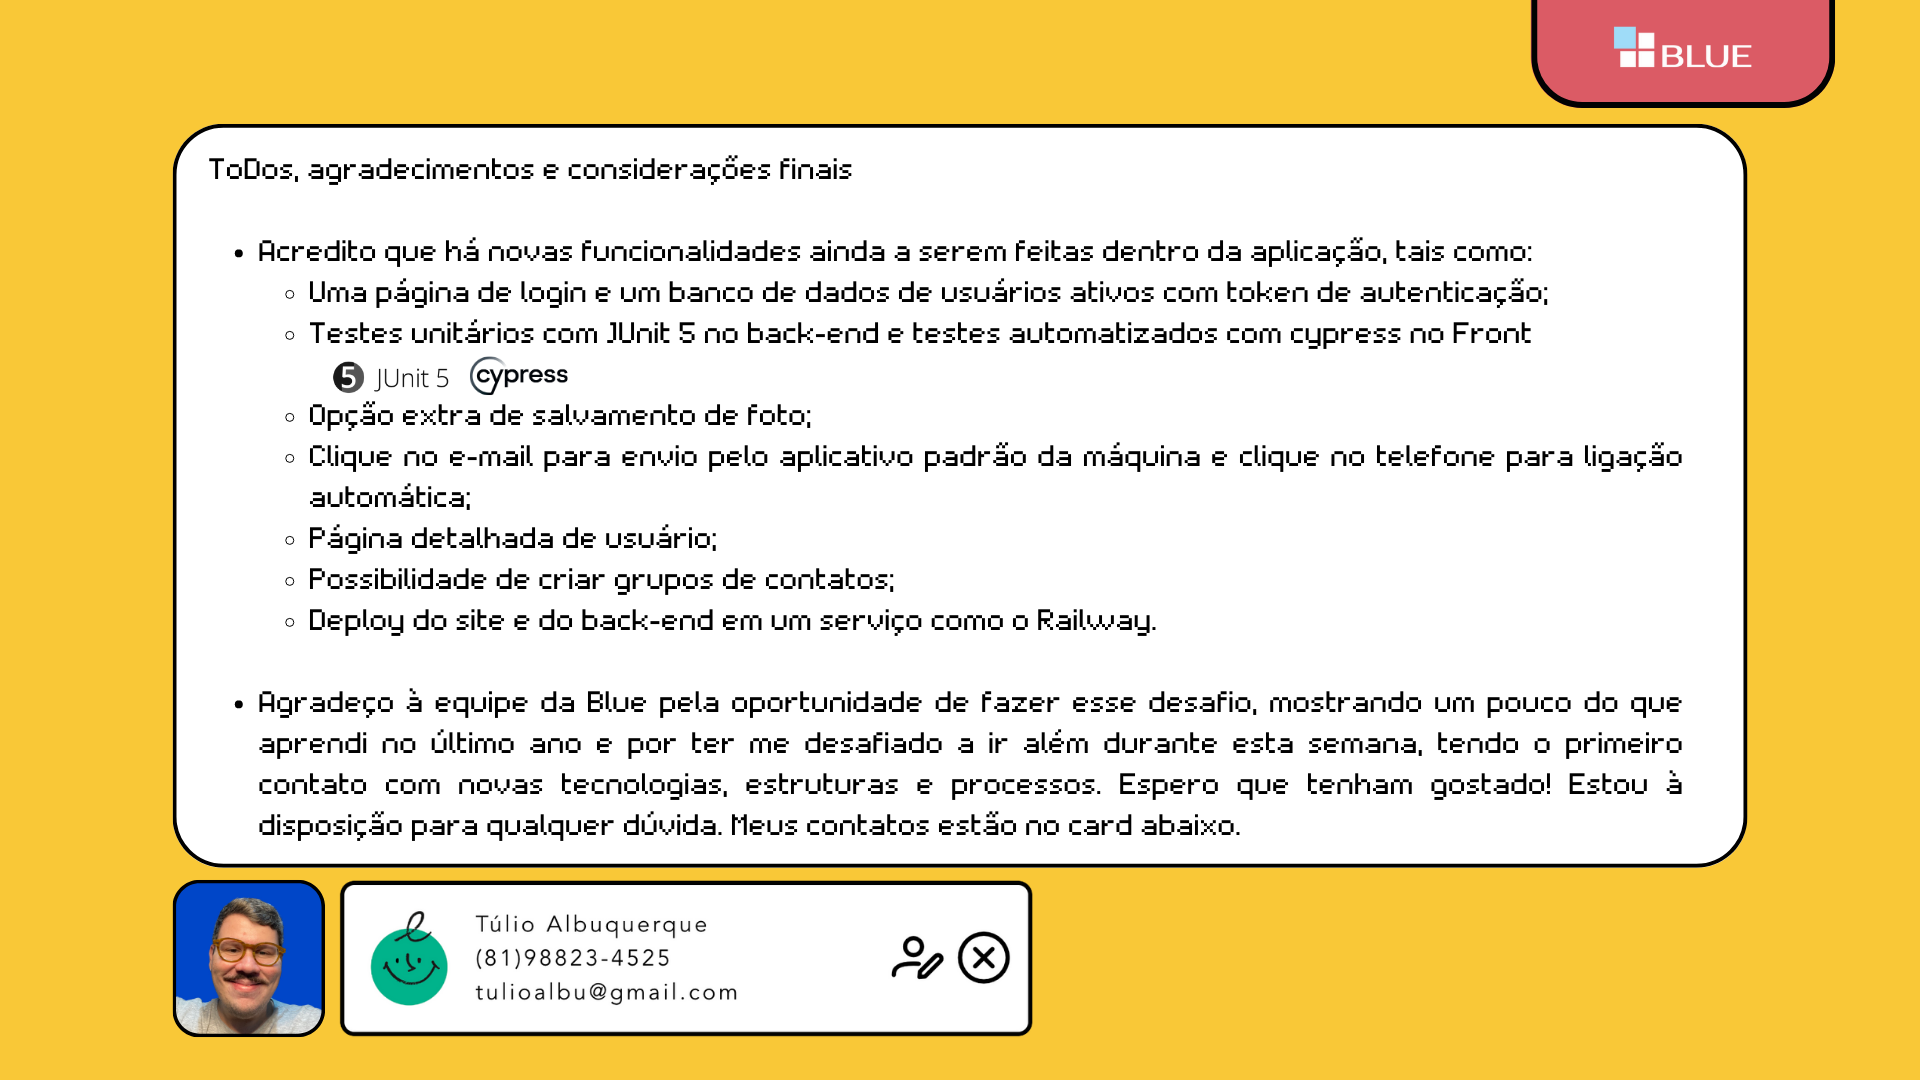 BLUE
ToDos, agradecimentos e considerações finais
Acredito que há novas funcionalidades ainda a serem feitas dentro da aplicação, tais como:
Uma página de login e um banco de dados de usuários ativos com token de autenticação;
Testes unitários com JUnit 5 no back-end e testes automatizados com cypress no Front
5 JUnit 5 cypress
Opção extra de salvamento de foto;
Clique no e-mail para envio pelo aplicativo padrão da máquina e clique no telefone para ligação
automática;
Página detalhada de usuário;
Possibilidade de criar grupos de contatos;
Deploy do site e do back-end em um serviço como o Railway.
Agradeço à equipe da Blue pela oportunidade de fazer esse desafio, mostrando um pouco do que
aprendi no último ano e por ter me desafiado a ir além durante esta semana, tendo o primeiro
contato com novas tecnologias, estruturas e processos. Espero que tenham gostado! Estou à
disposição para qualquer dúvida. Meus contatos estão no card abaixo.
Túlio Albuquerque
(81)98823-4525
tulioalbu@gmail.com